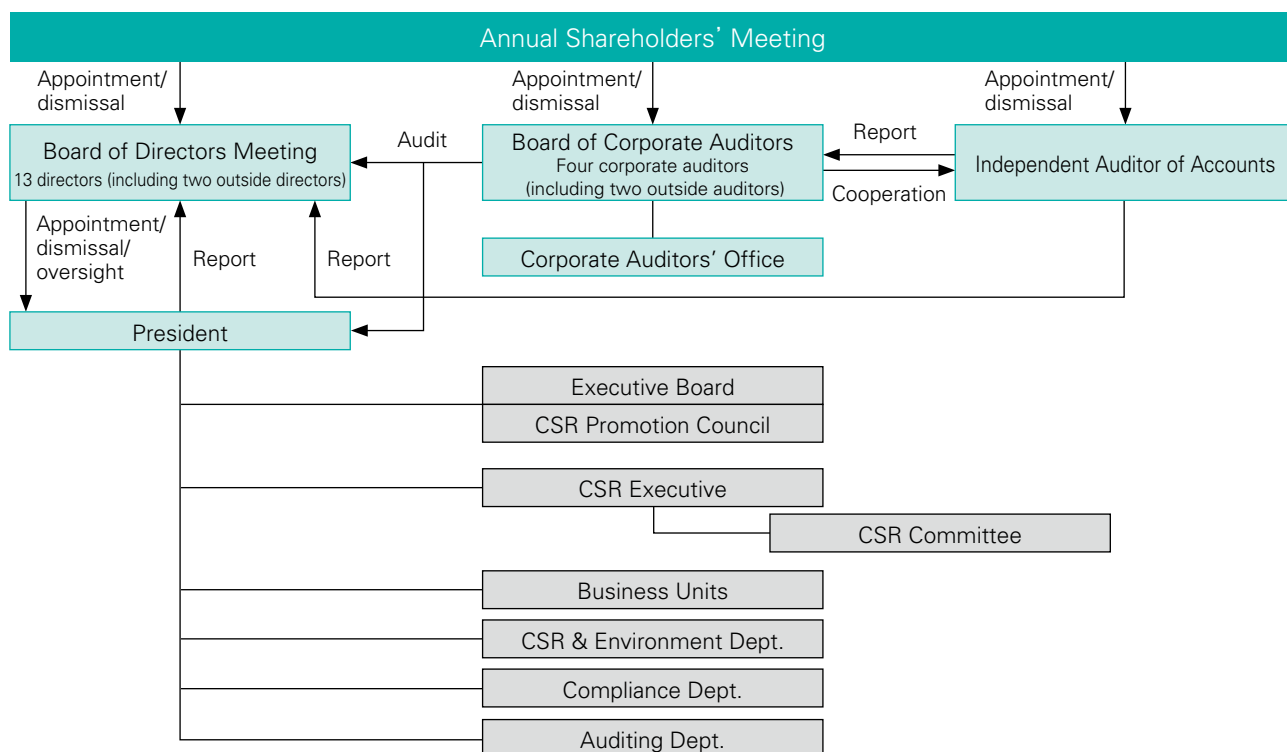 Annual Shareholders’ Meeting
Appointment/
dismissal
Appointment/
dismissal
Appointment/
dismissal
Board of Directors Meeting
13 directors (including two outside directors)
Audit
Board of Corporate Auditors
Four corporate auditors
(including two outside auditors)
Report
Cooperation
Independent Auditor of Accounts
Appointment/
dismissal/
oversight
Report
Report
Corporate Auditors’ Office
President
Executive Board
CSR Promotion Council
CSR Executive
CSR Committee
Business Units
CSR & Environment Dept.
Compliance Dept.
Auditing Dept.